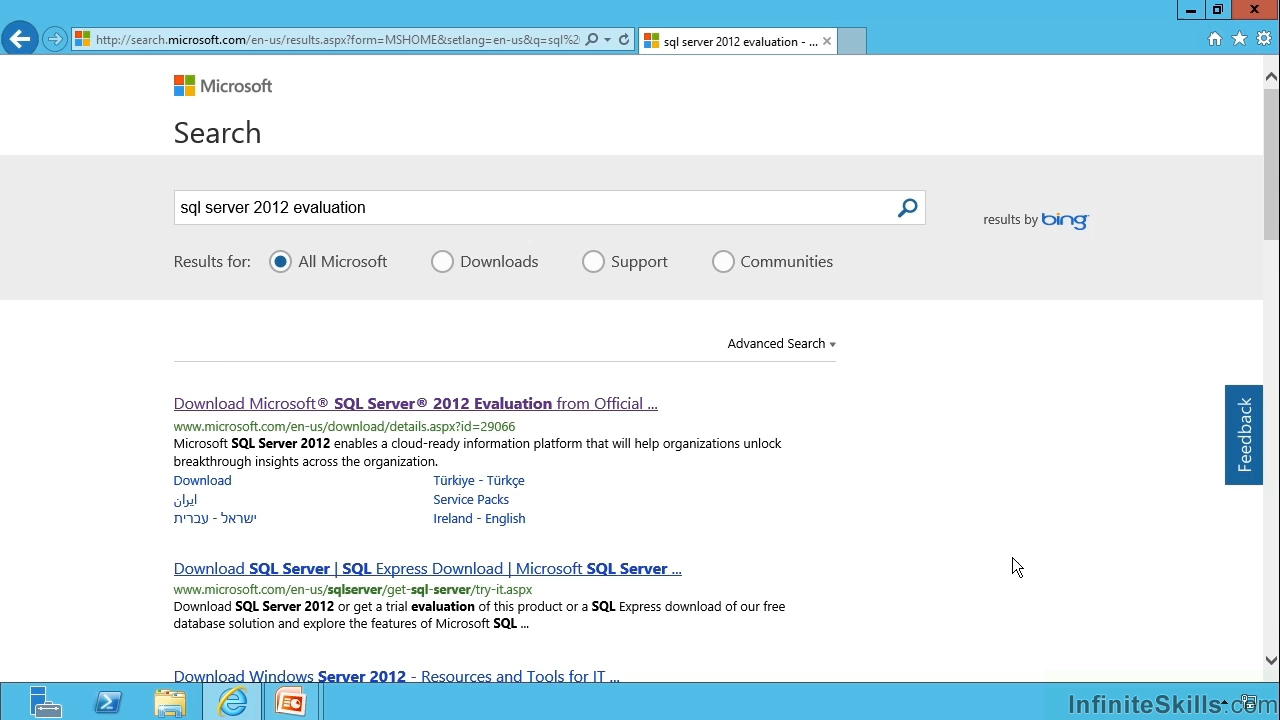 http://search.microsoft.com/en-us/results.aspx?form=MSHOME&setlang=en-us&q=sql%20
sql server 2012 evaluation - ...
Microsoft
Search
sql server 2012 evaluation
results by bing
Results for: All Microsoft Downloads Support Communities
Advanced Search
Download Microsoft® SQL Server® 2012 Evaluation from Official ...
www.microsoft.com/en-us/download/details.aspx?id=29066
Microsoft SQL Server 2012 enables a cloud-ready information platform that will help organizations unlock
breakthrough insights across the organization.
Download Türkiye - Türkçe
ایران Service Packs
ישראל - עברית Ireland - English
Feedback
Download SQL Server | SQL Express Download | Microsoft SQL Server ...
www.microsoft.com/en-us/sqlserver/get-sql-server/try-it.aspx
Download SQL Server 2012 or get a trial evaluation of this product or a SQL Express download of our free
database solution and explore the features of Microsoft SQL ...
Download Windows Server 2012 - Resources and Tools for IT ...
InfiniteSkills.com